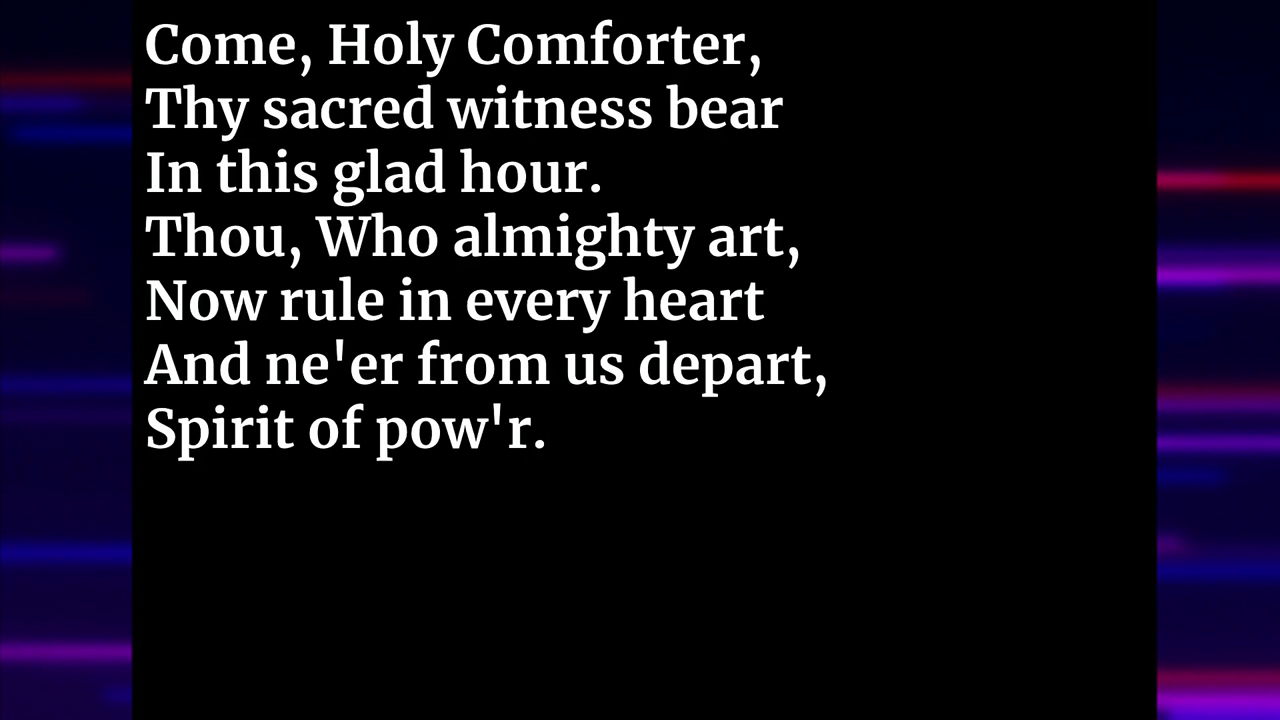 Come, Holy Comforter,
Thy sacred witness bear
In this glad hour.
Thou, Who almighty art,
Now rule in every heart
And ne'er from us depart,
Spirit of pow'r.